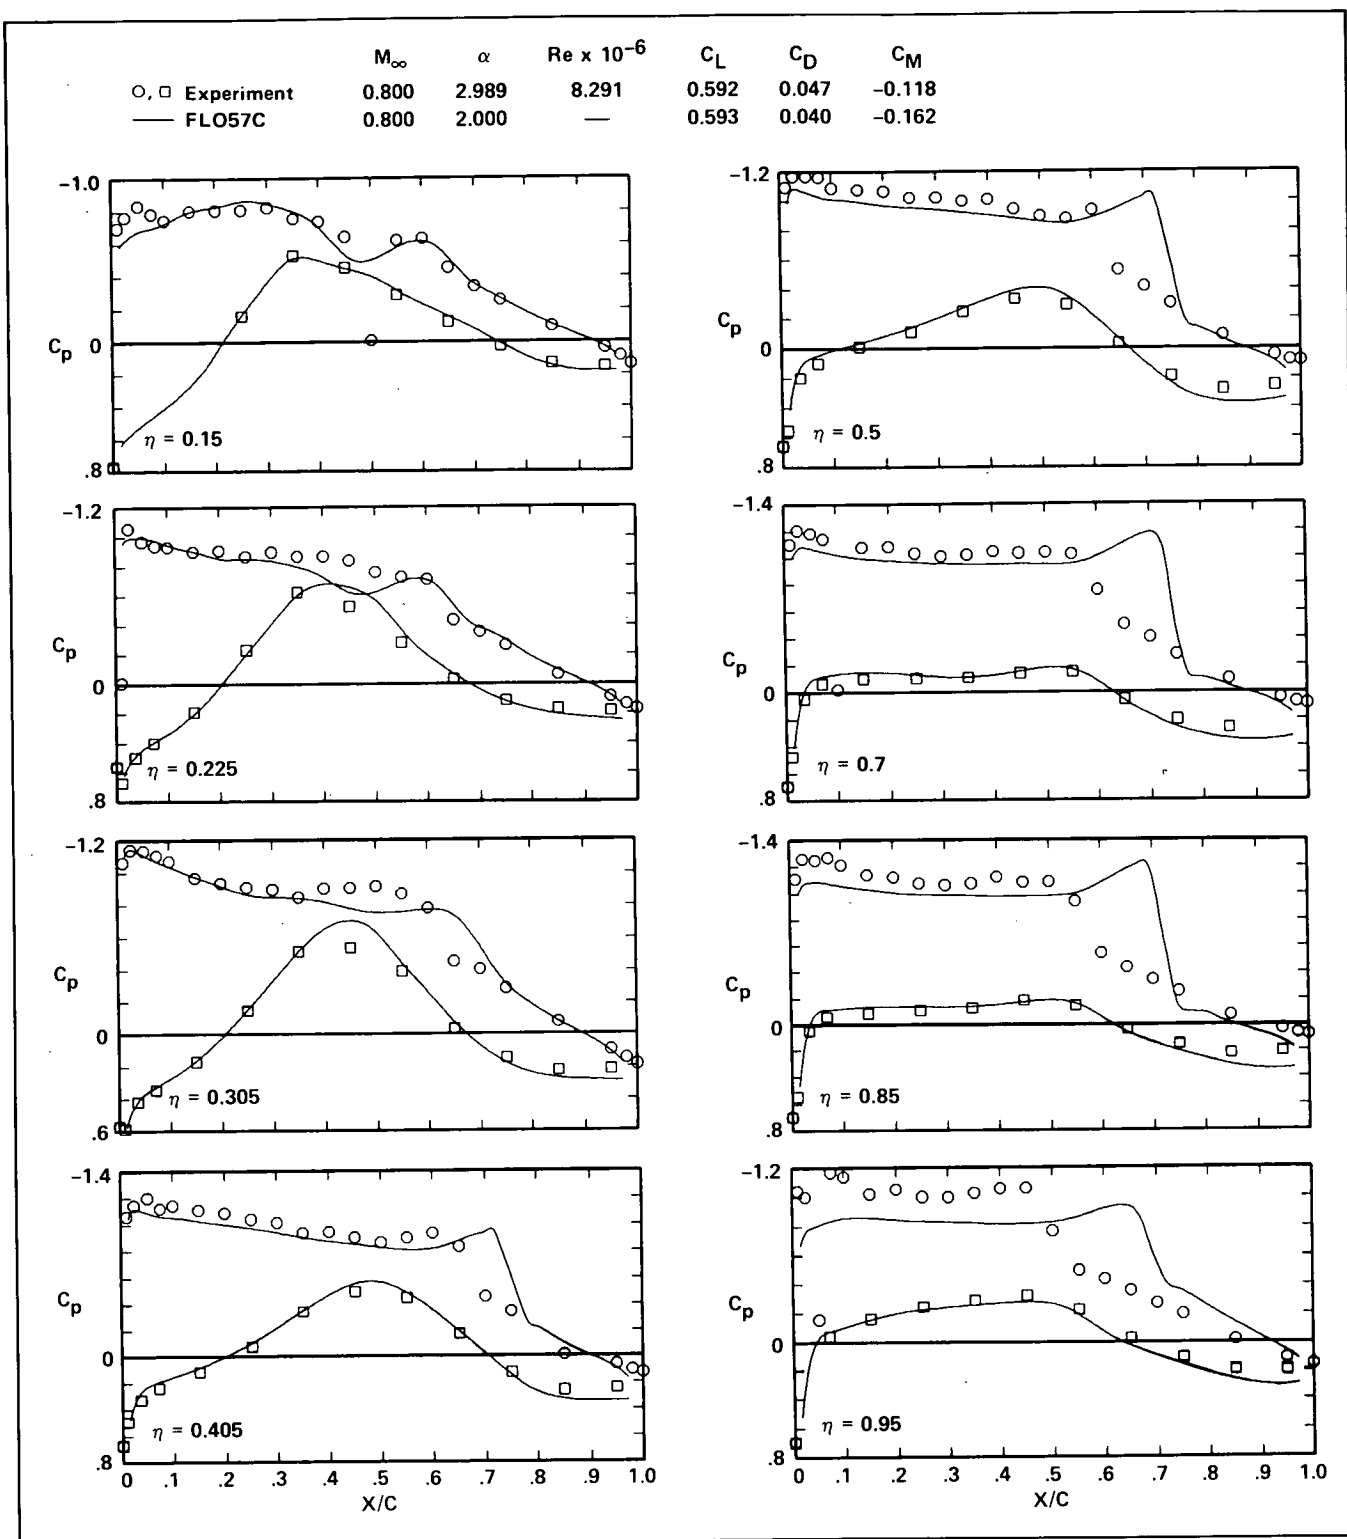 M∞ α Re x 10⁻⁶ C_L C_D C_M
○, □ Experiment 0.800 2.989 8.291 0.592 0.047 −0.118
— FLO57C 0.800 2.000 — 0.593 0.040 −0.162
−1.0
C_p
0
.8
η = 0.15
−1.2
C_p
0
.8
η = 0.225
−1.2
C_p
0
.6
η = 0.305
−1.4
C_p
0
.8
η = 0.405
0 .1 .2 .3 .4 .5 .6 .7 .8 .9 1.0
X/C
−1.2
C_p
0
.8
η = 0.5
−1.4
C_p
0
.8
η = 0.7
−1.4
C_p
0
.8
η = 0.85
−1.2
C_p
0
.8
η = 0.95
0 .1 .2 .3 .4 .5 .6 .7 .8 .9 1.0
X/C